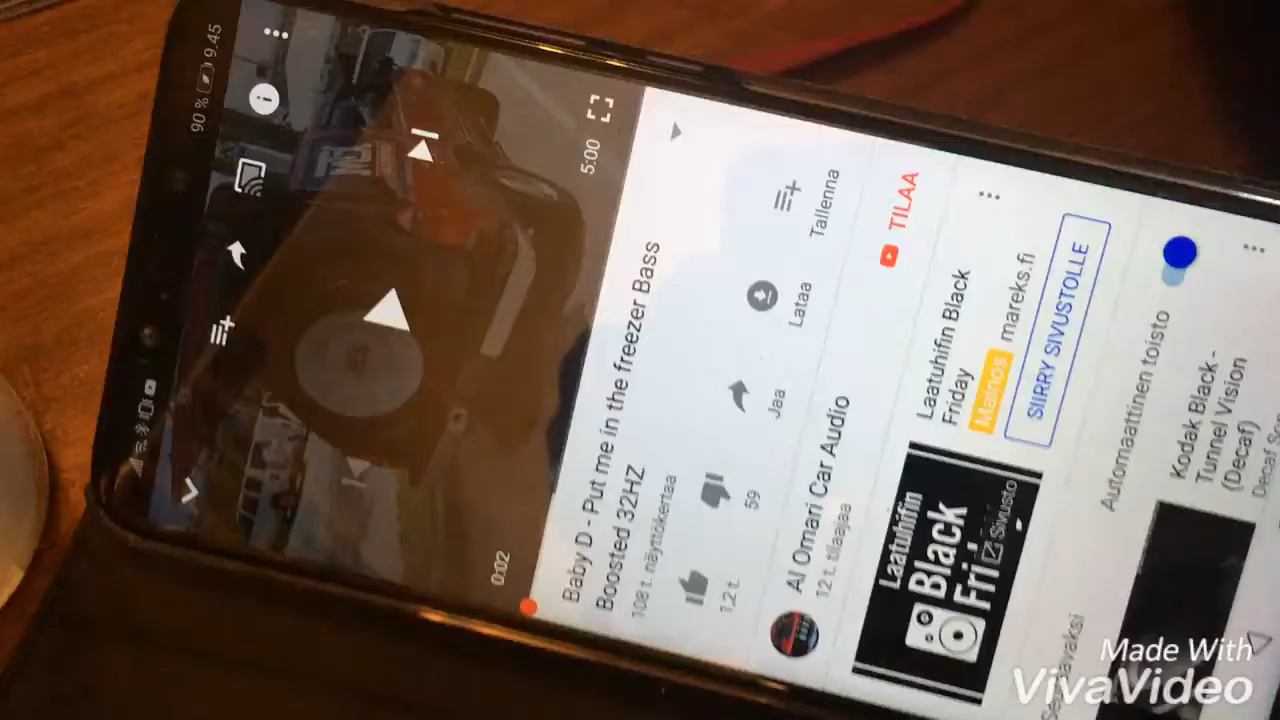 90 % 9.45
0:02
5:00
Baby D - Put me in the freezer Bass
Boosted 32HZ
108 t. näyttökertaa
1,2 t.
59
Jaa
Lataa
Tallenna
Al Omari Car Audio
12 t. tilaajaa
TILAA
Laatuhifin
Black
Fri
Sivusto
Laatuhifin Black
Friday
Mainos mareks.fi
SIIRRY SIVUSTOLLE
Automaattinen toisto
Kodak Black -
Tunnel Vision
(Decaf)
Made With
VivaVideo